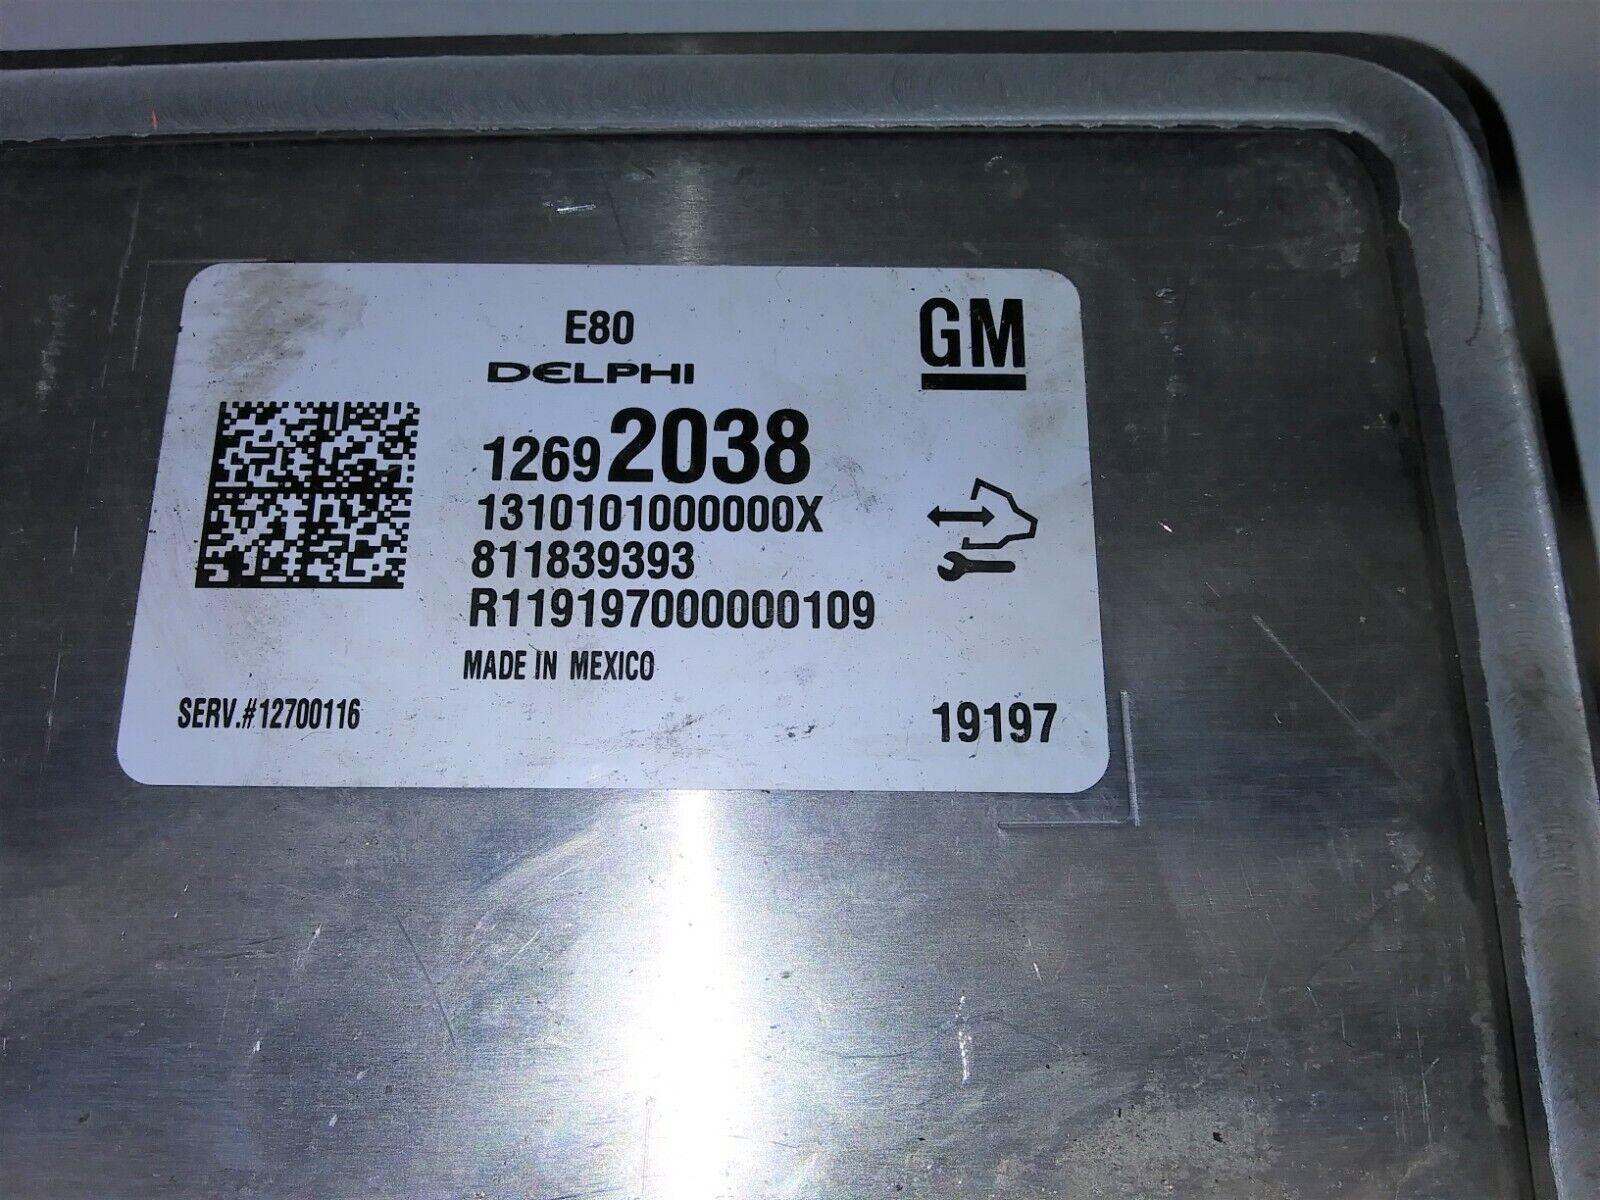 E80
GM
DELPHI
12692038
1310101000000X
811839393
R119197000000109
MADE IN MEXICO
SERV.#12700116
19197